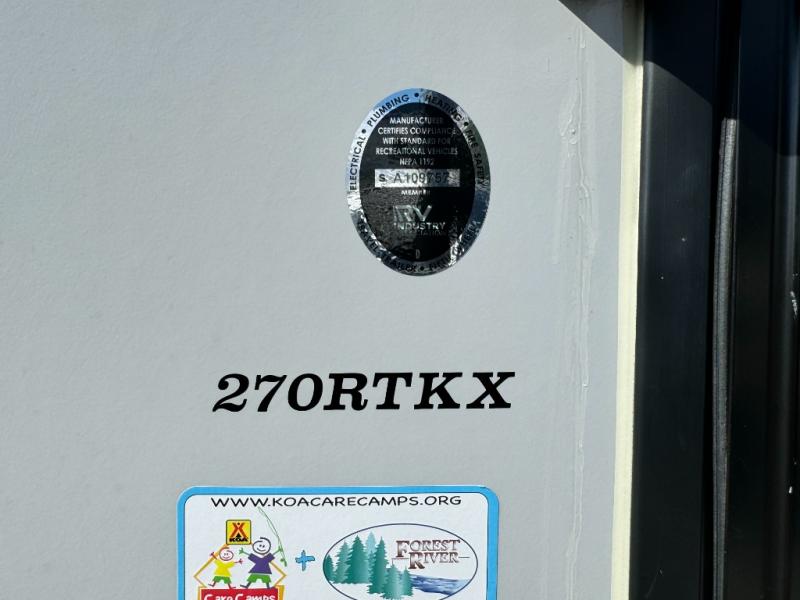 ELECTRICAL • PLUMBING • HEATING • FIRE SAFETY
MANUFACTURER
CERTIFIES COMPLIANCE
WITH STANDARD FOR
RECREATIONAL VEHICLES
NFPA 1192
S A109757
MEMBER
RV
INDUSTRY
270RTKX
WWW.KOACARECAMPS.ORG
KOA
+
FOREST
RIVER
Care Camps